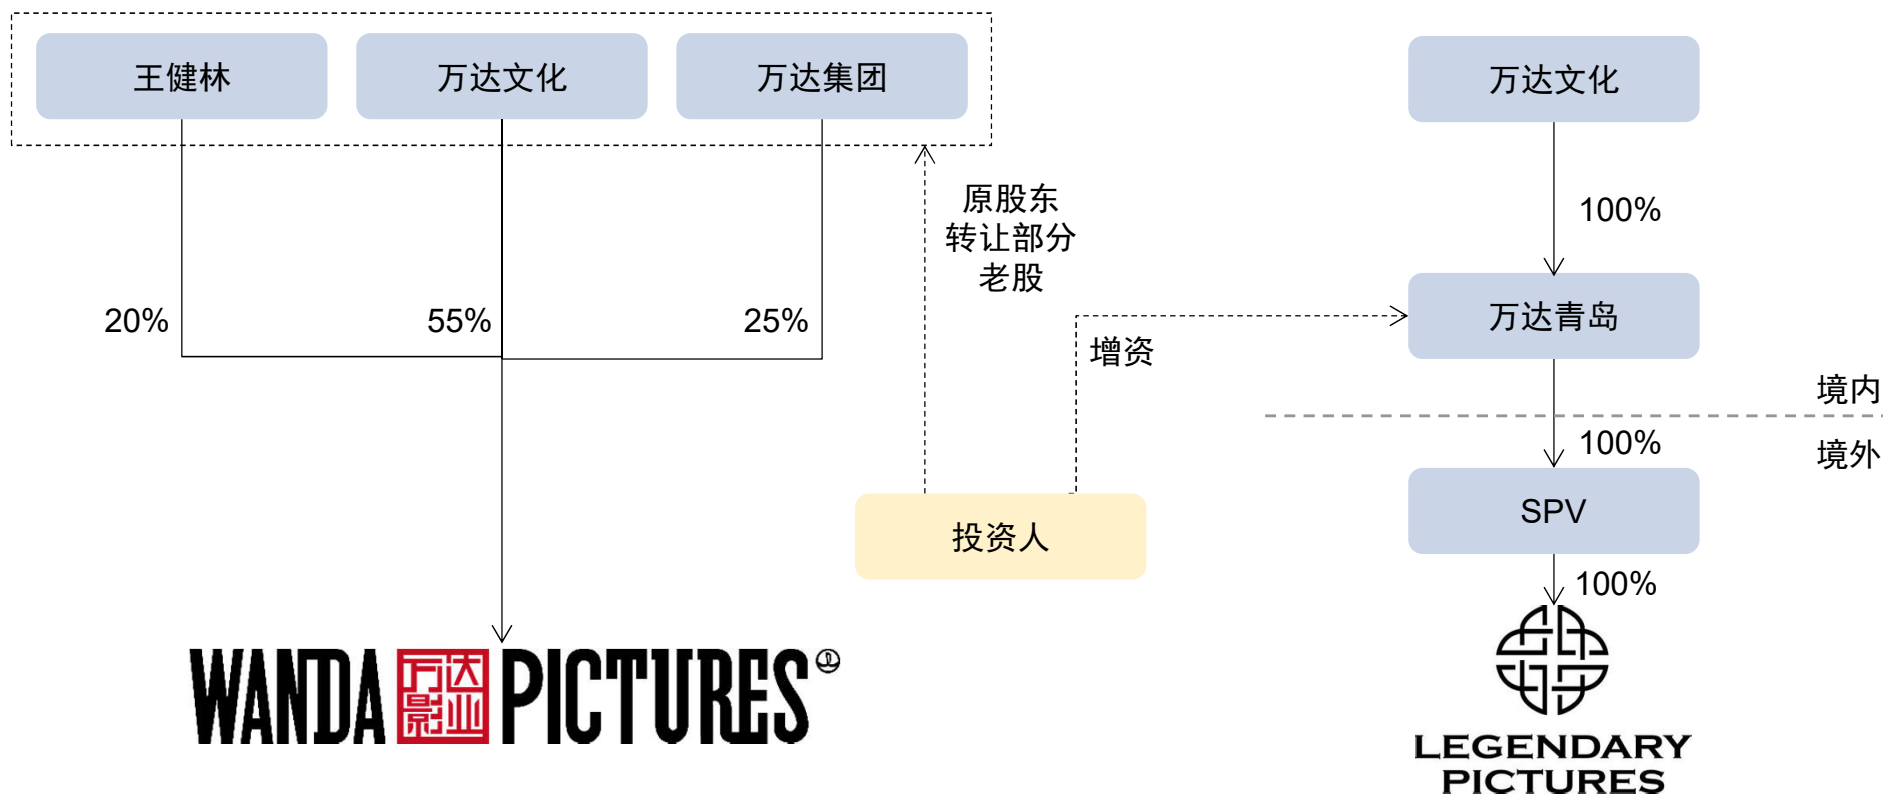 王健林
万达文化
万达集团
万达文化
原股东
转让部分
老股
100%
20%
55%
25%
增资
万达青岛
境内
100%
境外
投资人
SPV
100%
WANDA 万达影业 PICTURES
LEGENDARY
PICTURES